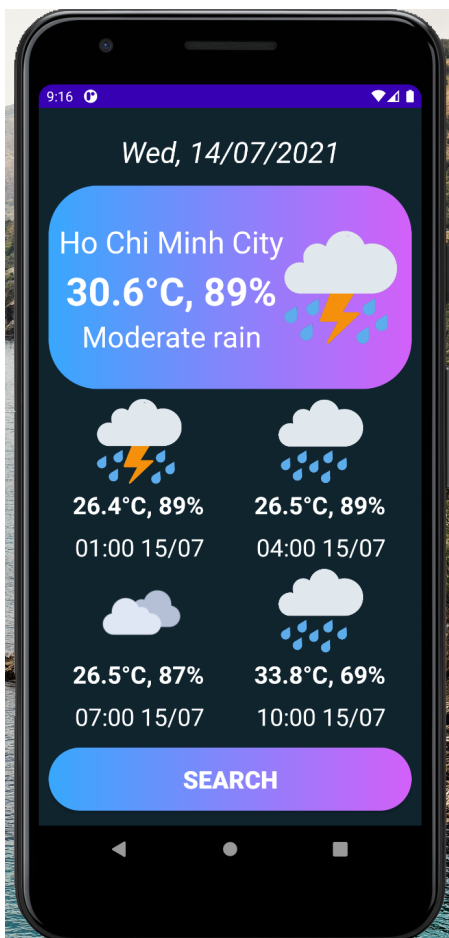 9:16
Wed, 14/07/2021
Ho Chi Minh City
30.6°C, 89%
Moderate rain
26.4°C, 89%
01:00 15/07
26.5°C, 89%
04:00 15/07
26.5°C, 87%
07:00 15/07
33.8°C, 69%
10:00 15/07
SEARCH